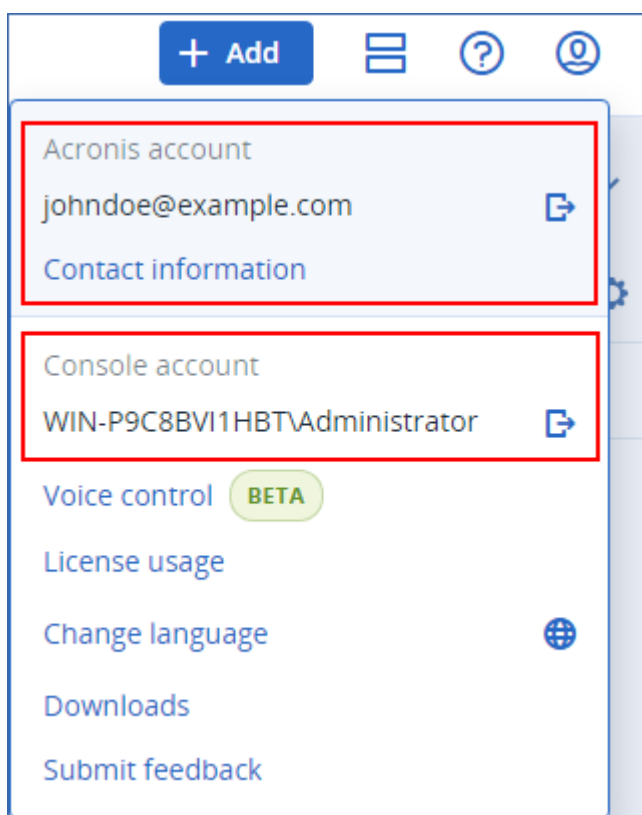 + Add
Acronis account
johndoe@example.com
Contact information
Console account
WIN-P9C8BVI1HBT\Administrator
Voice control BETA
License usage
Change language
Downloads
Submit feedback